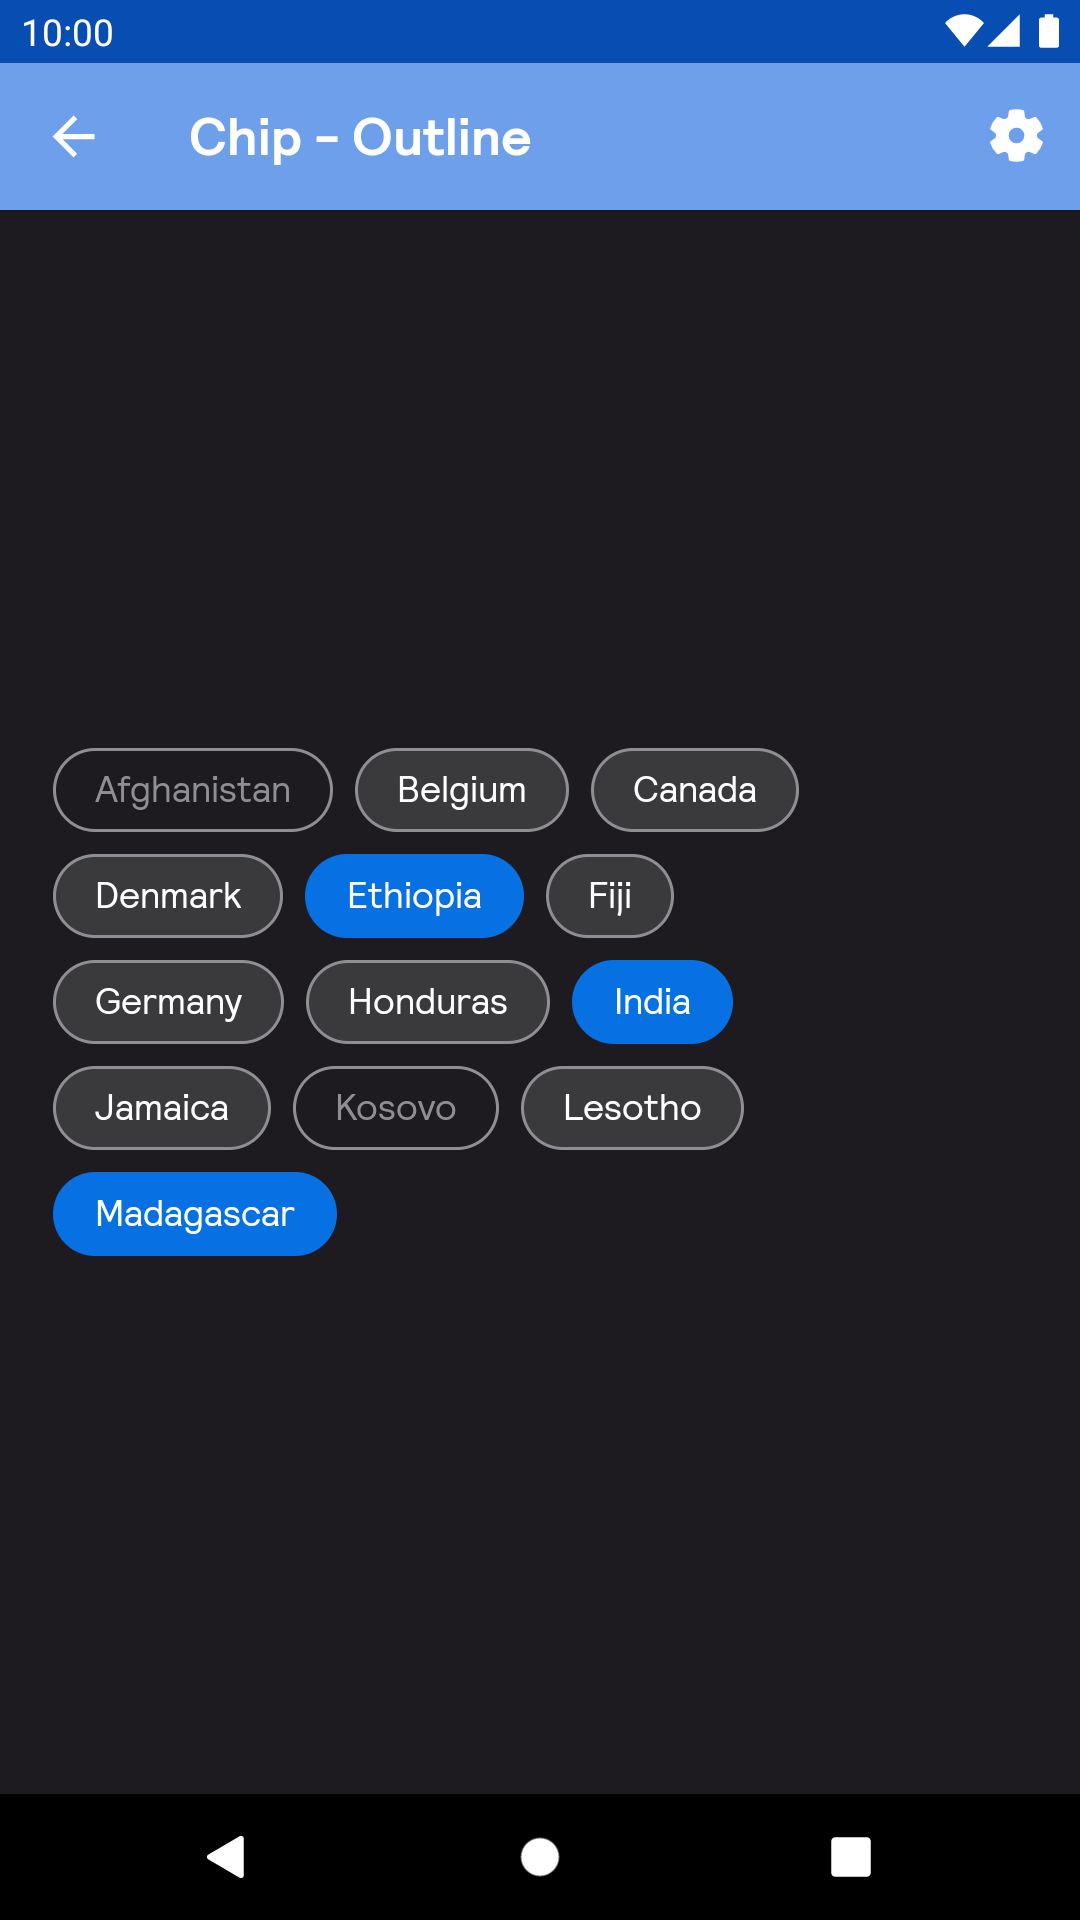 10:00
Chip - Outline
Afghanistan Belgium Canada
Denmark Ethiopia Fiji
Germany Honduras India
Jamaica Kosovo Lesotho
Madagascar